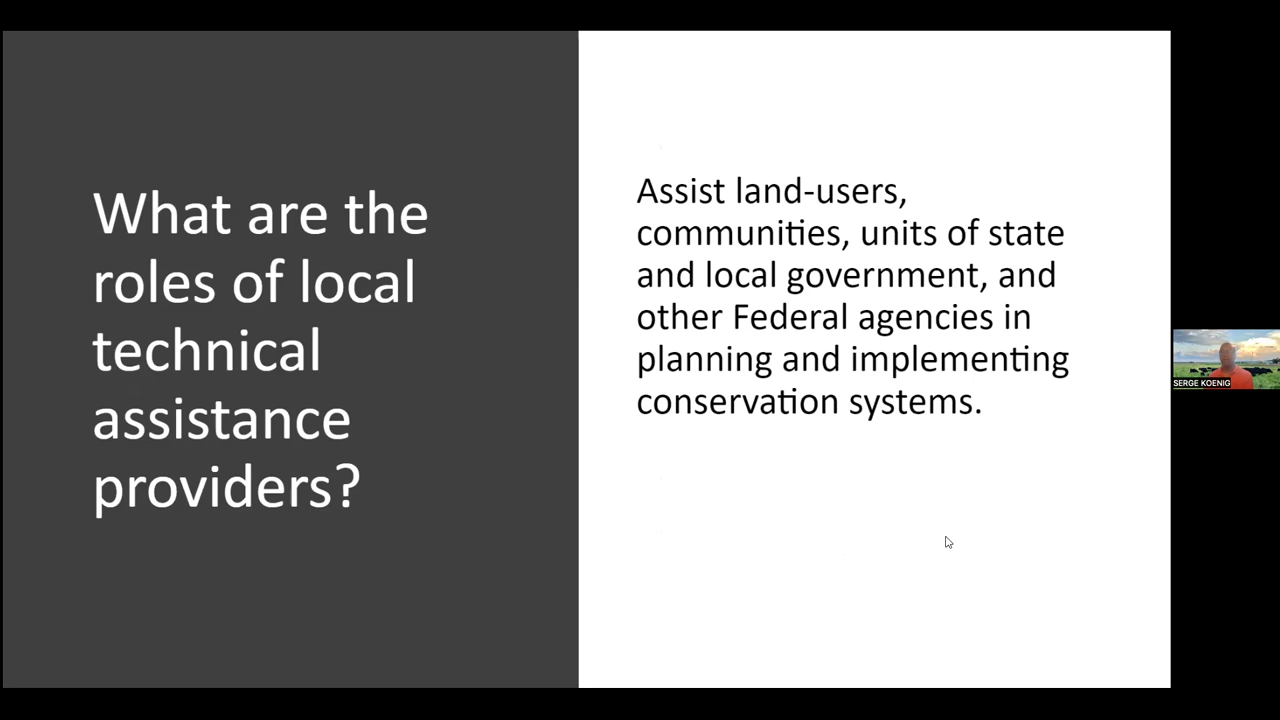 What are the
roles of local
technical
assistance
providers?
Assist land-users,
communities, units of state
and local government, and
other Federal agencies in
planning and implementing
conservation systems.
SERGE KOENIG